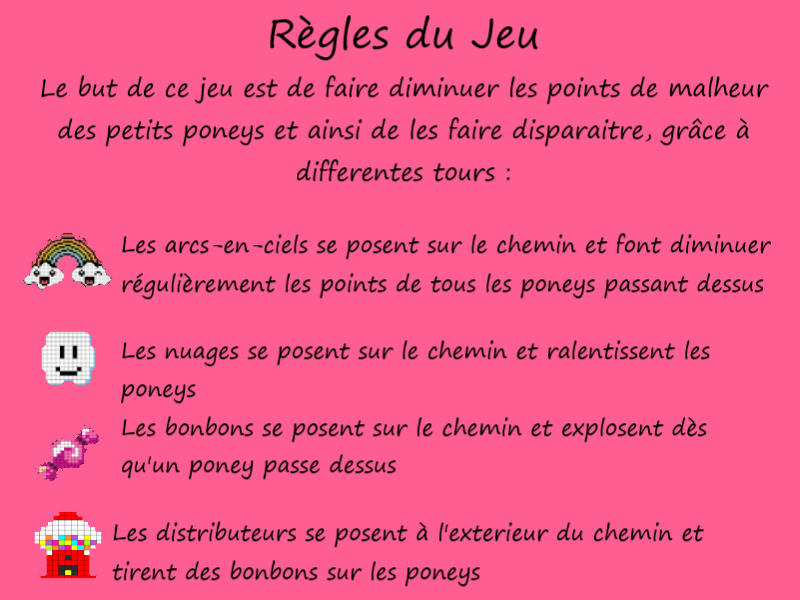 Règles du Jeu
Le but de ce jeu est de faire diminuer les points de malheur
des petits poneys et ainsi de les faire disparaitre, grâce à
differentes tours :
Les arcs-en-ciels se posent sur le chemin et font diminuer
régulièrement les points de tous les poneys passant dessus
Les nuages se posent sur le chemin et ralentissent les
poneys
Les bonbons se posent sur le chemin et explosent dès
qu'un poney passe dessus
Les distributeurs se posent à l'exterieur du chemin et
tirent des bonbons sur les poneys